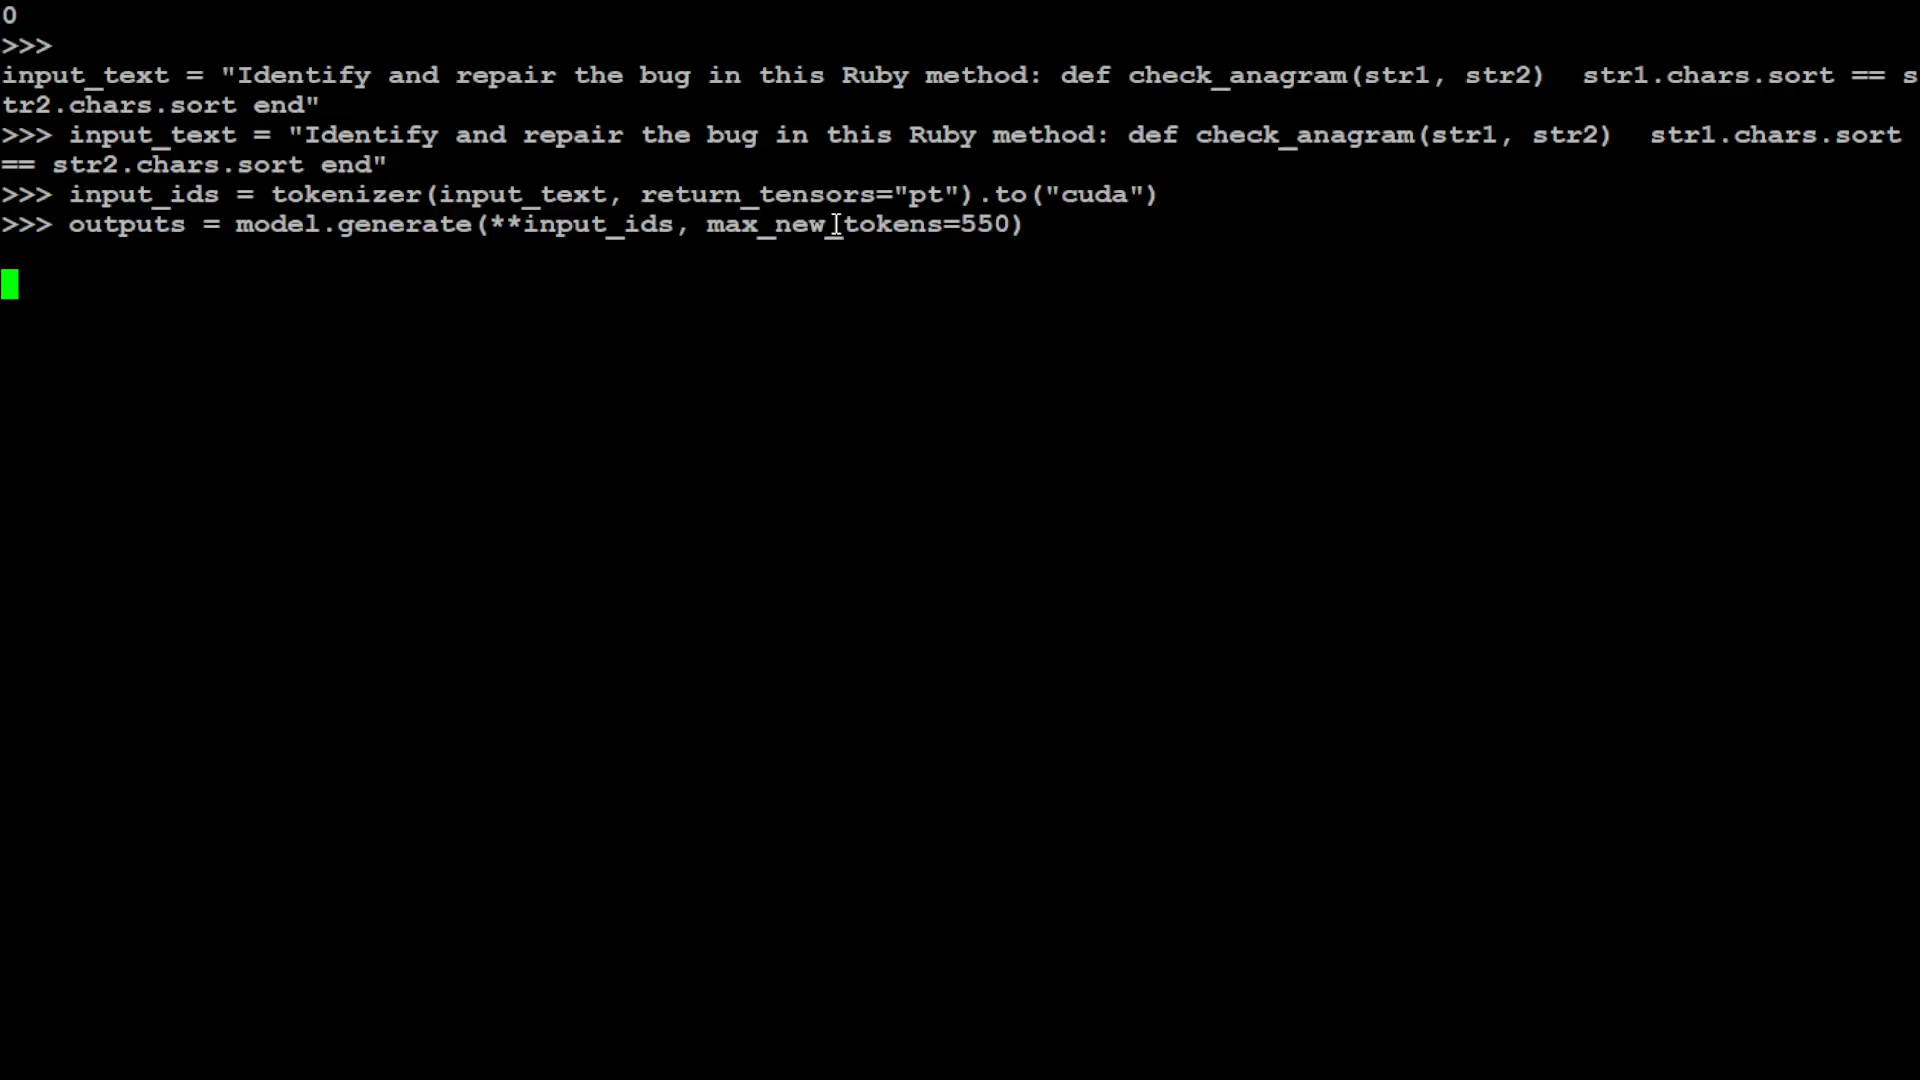 0
>>>
input_text = "Identify and repair the bug in this Ruby method: def check_anagram(str1, str2)  str1.chars.sort == s
tr2.chars.sort end"
>>> input_text = "Identify and repair the bug in this Ruby method: def check_anagram(str1, str2)  str1.chars.sort
== str2.chars.sort end"
>>> input_ids = tokenizer(input_text, return_tensors="pt").to("cuda")
>>> outputs = model.generate(**input_ids, max_new_tokens=550)